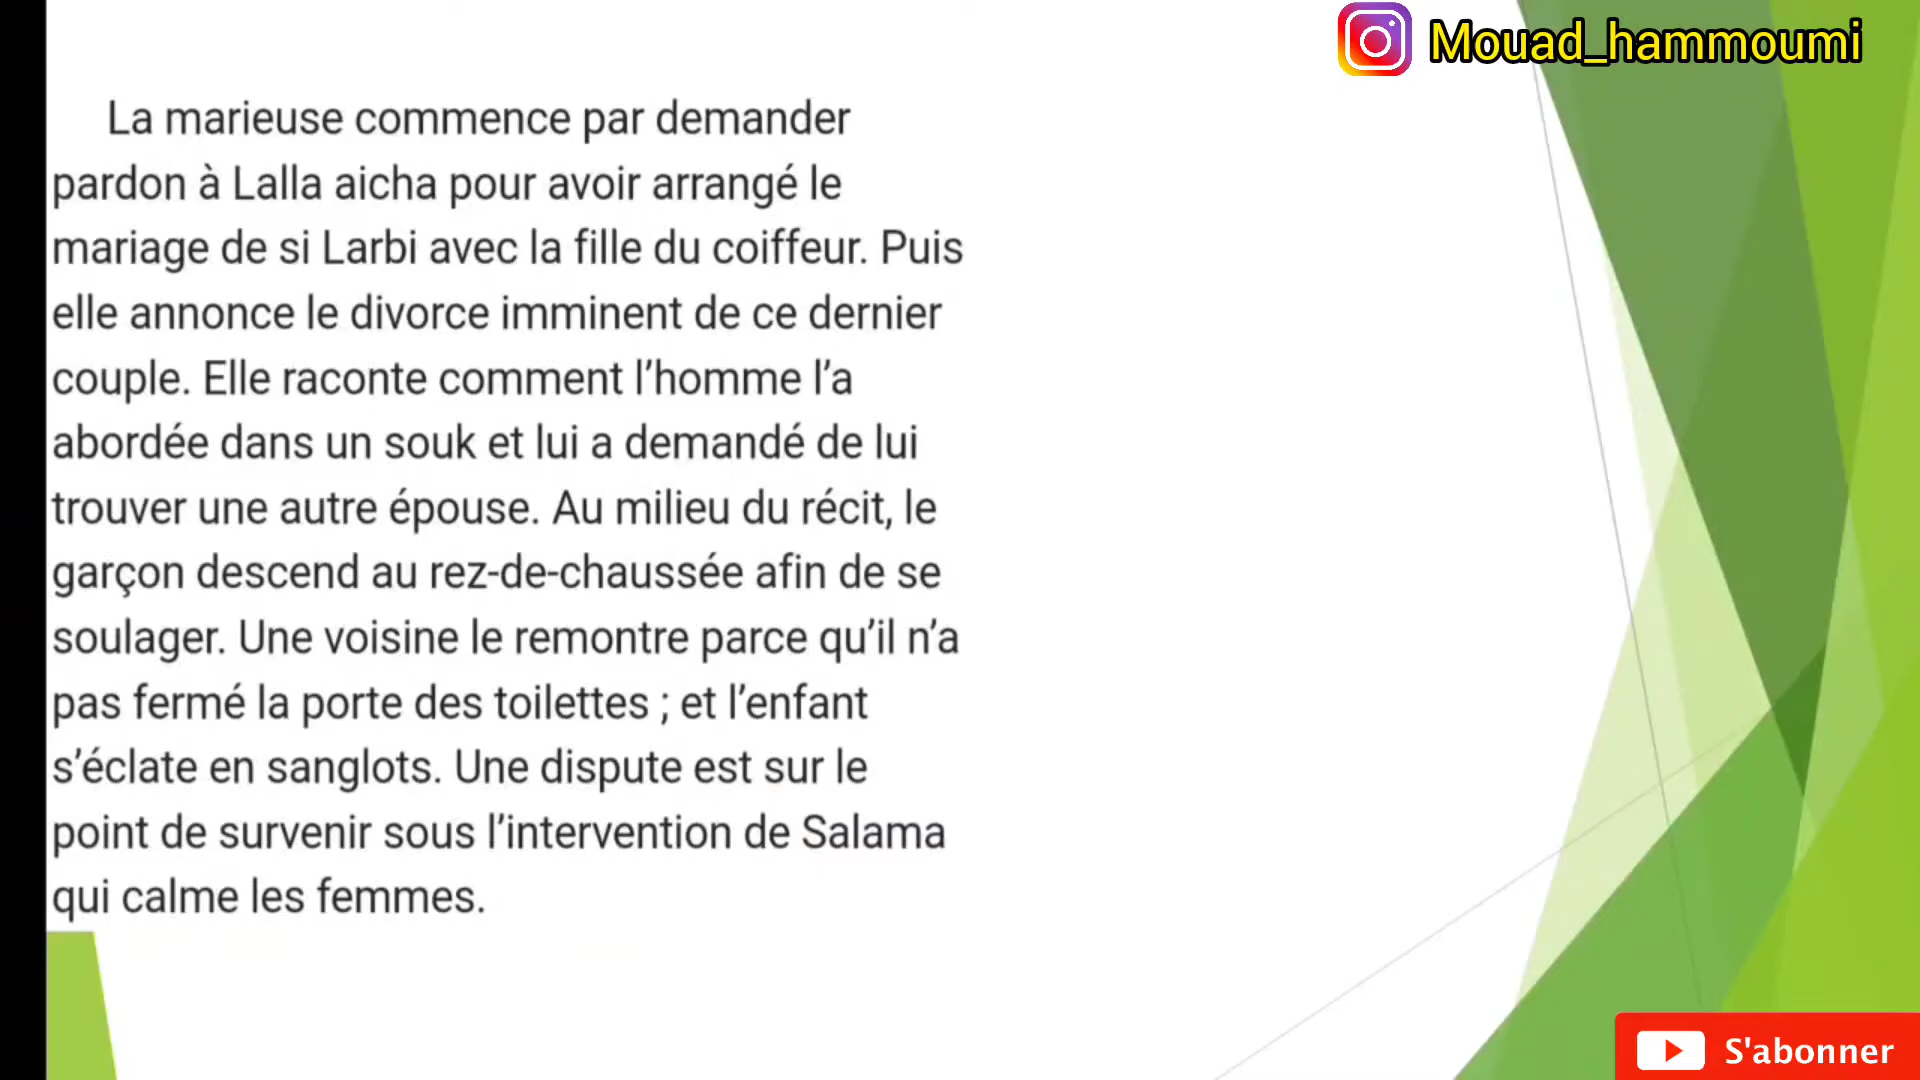 Mouad_hammoumi
La marieuse commence par demander
pardon à Lalla aicha pour avoir arrangé le
mariage de si Larbi avec la fille du coiffeur. Puis
elle annonce le divorce imminent de ce dernier
couple. Elle raconte comment l’homme l’a
abordée dans un souk et lui a demandé de lui
trouver une autre épouse. Au milieu du récit, le
garçon descend au rez-de-chaussée afin de se
soulager. Une voisine le remontre parce qu’il n’a
pas fermé la porte des toilettes ; et l’enfant
s’éclate en sanglots. Une dispute est sur le
point de survenir sous l’intervention de Salama
qui calme les femmes.
S'abonner